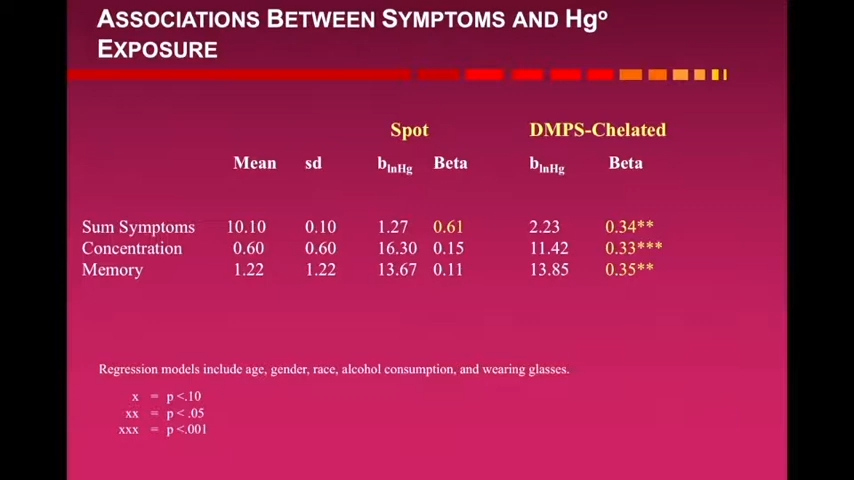 ASSOCIATIONS BETWEEN SYMPTOMS AND Hgº
EXPOSURE
Spot DMPS-Chelated
Mean sd blnHg Beta blnHg Beta
Sum Symptoms 10.10 0.10 1.27 0.61 2.23 0.34**
Concentration 0.60 0.60 16.30 0.15 11.42 0.33***
Memory 1.22 1.22 13.67 0.11 13.85 0.35**
Regression models include age, gender, race, alcohol consumption, and wearing glasses.
x = p <.10
xx = p < .05
xxx = p <.001